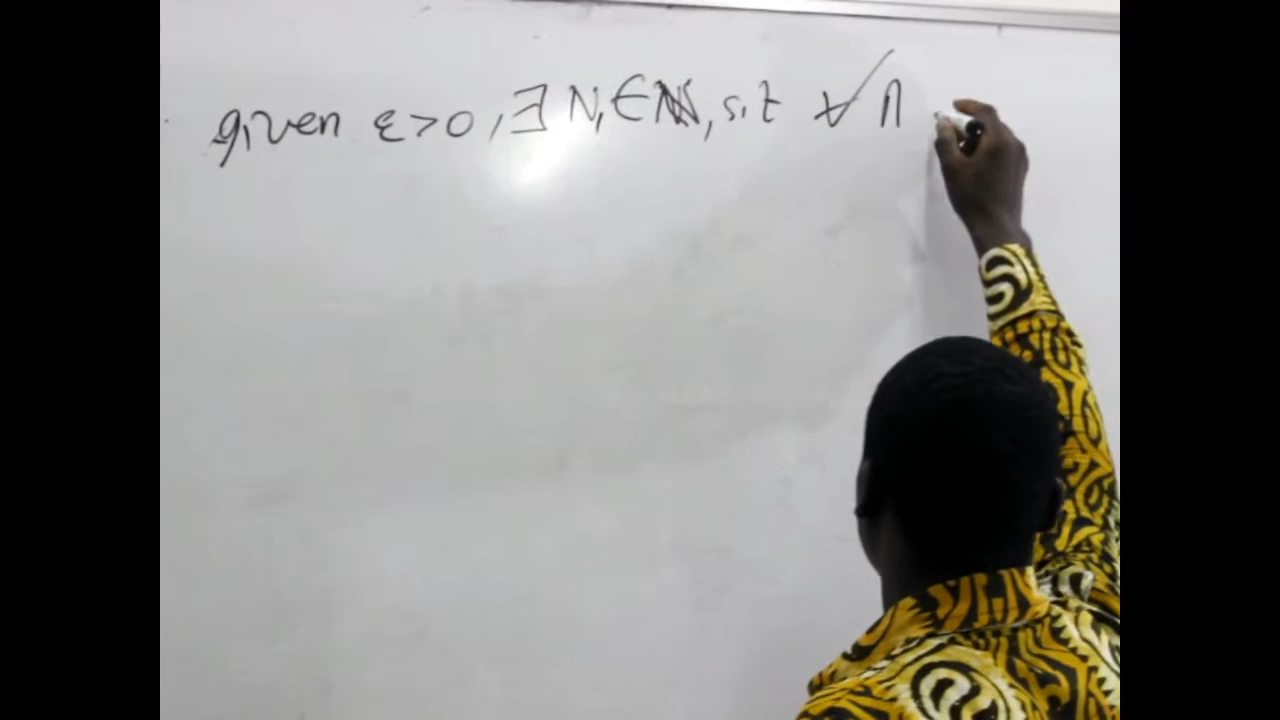 given ε>0, ∃ N₁∈ℕ, s.t ∀ n